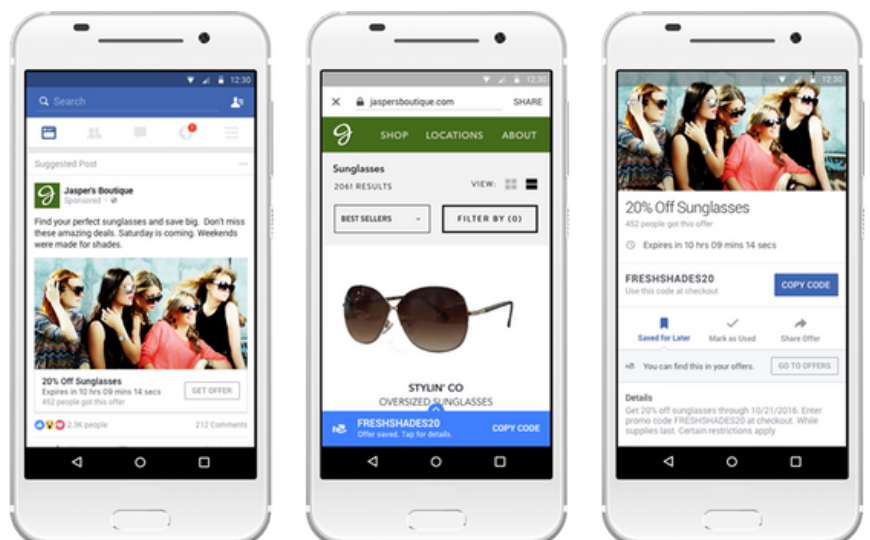 12:30
Search
1
Suggested Post
Jasper's Boutique
Sponsored
Find your perfect sunglasses and save big. Don't miss
these amazing deals. Saturday is coming. Weekends
were made for shades.
20% Off Sunglasses
Expires in 10 hrs 09 mins 14 secs
452 people got this offer
GET OFFER
2.3K people
212 Comments
12:30
jaspersboutique.com
SHARE
SHOP LOCATIONS ABOUT
Sunglasses
2061 RESULTS
VIEW:
BEST SELLERS
FILTER BY (0)
STYLIN' CO
OVERSIZED SUNGLASSES
FRESHSHADES20
Offer saved. Tap for details.
COPY CODE
12:30
20% Off Sunglasses
452 people got this offer
Expires in 10 hrs 09 mins 14 secs
FRESHSHADES20
Use this code at checkout
COPY CODE
Saved for Later
Mark as Used
Share Offer
You can find this in your offers.
GO TO OFFERS
Details
Get 20% off sunglasses through 10/21/2016. Enter
promo code FRESHSHADES20 at checkout. While
supplies last. Certain restrictions apply